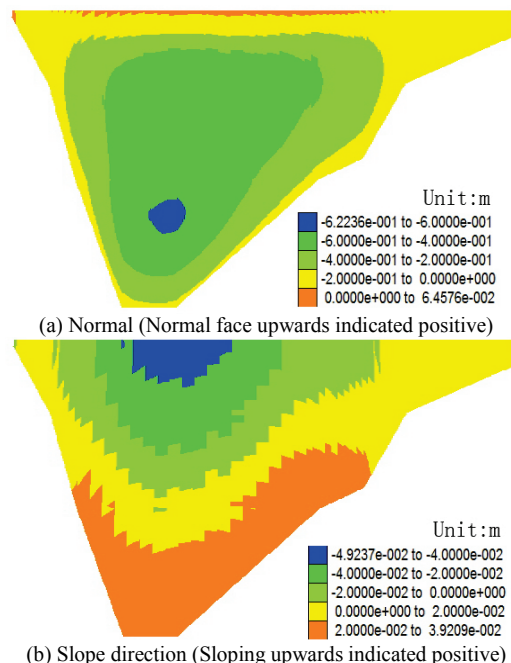 Unit:m
-6.2236e-001 to -6.0000e-001
-6.0000e-001 to -4.0000e-001
-4.0000e-001 to -2.0000e-001
-2.0000e-001 to 0.0000e+000
0.0000e+000 to 6.4576e-002
(a) Normal (Normal face upwards indicated positive)
Unit:m
-4.9237e-002 to -4.0000e-002
-4.0000e-002 to -2.0000e-002
-2.0000e-002 to 0.0000e+000
0.0000e+000 to 2.0000e-002
2.0000e-002 to 3.9209e-002
(b) Slope direction (Sloping upwards indicated positive)